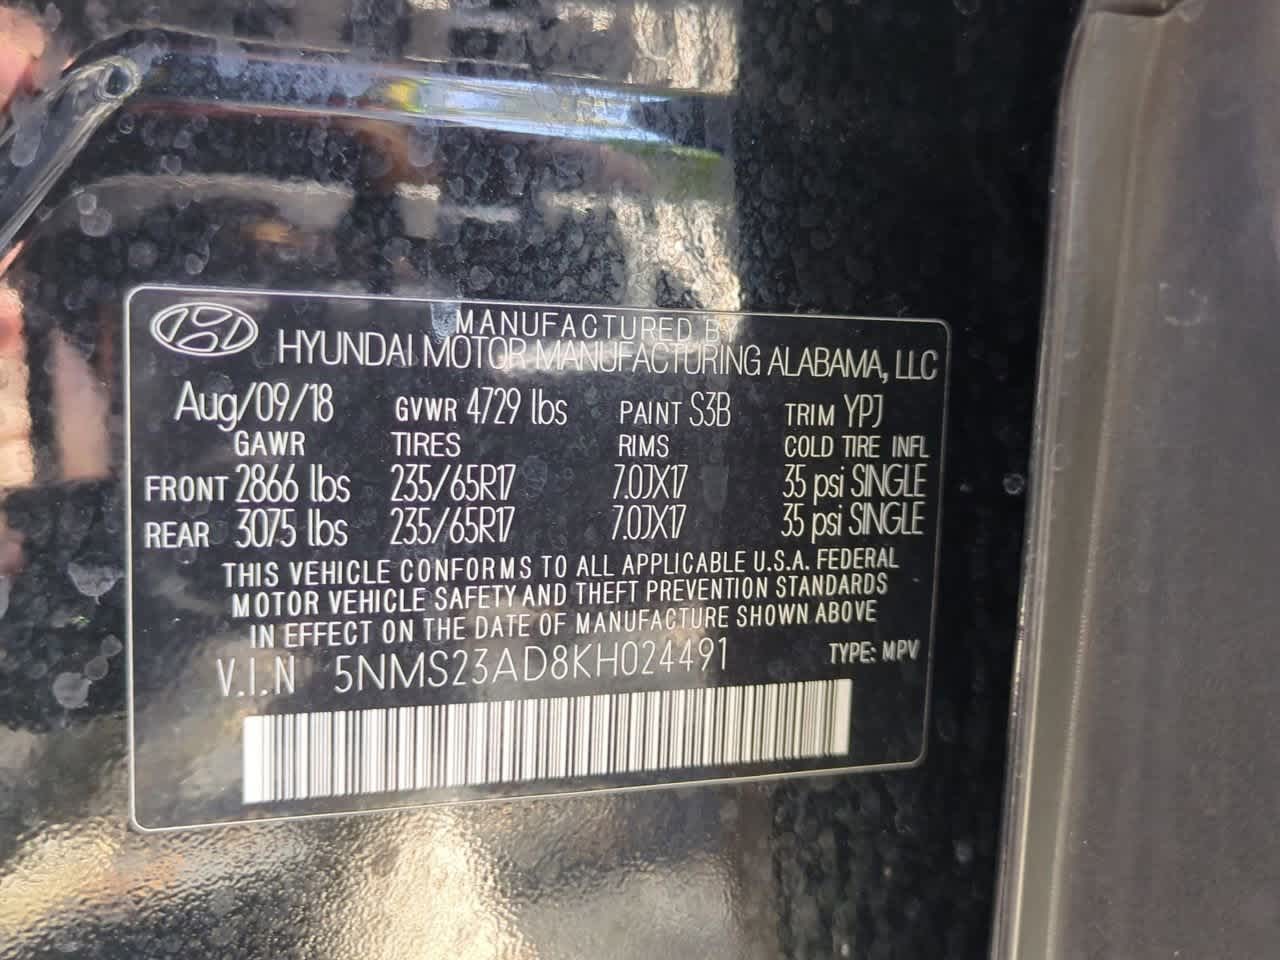 MANUFACTURED BY
HYUNDAI MOTOR MANUFACTURING ALABAMA, LLC
Aug/09/18 GVWR 4729 lbs PAINT S3B TRIM YPJ
GAWR TIRES RIMS COLD TIRE INFL
FRONT 2866 lbs 235/65R17 7.0JX17 35 psi SINGLE
REAR 3075 lbs 235/65R17 7.0JX17 35 psi SINGLE
THIS VEHICLE CONFORMS TO ALL APPLICABLE U.S.A. FEDERAL
MOTOR VEHICLE SAFETY AND THEFT PREVENTION STANDARDS
IN EFFECT ON THE DATE OF MANUFACTURE SHOWN ABOVE
V.I.N 5NMS23AD8KH024491 TYPE: MPV